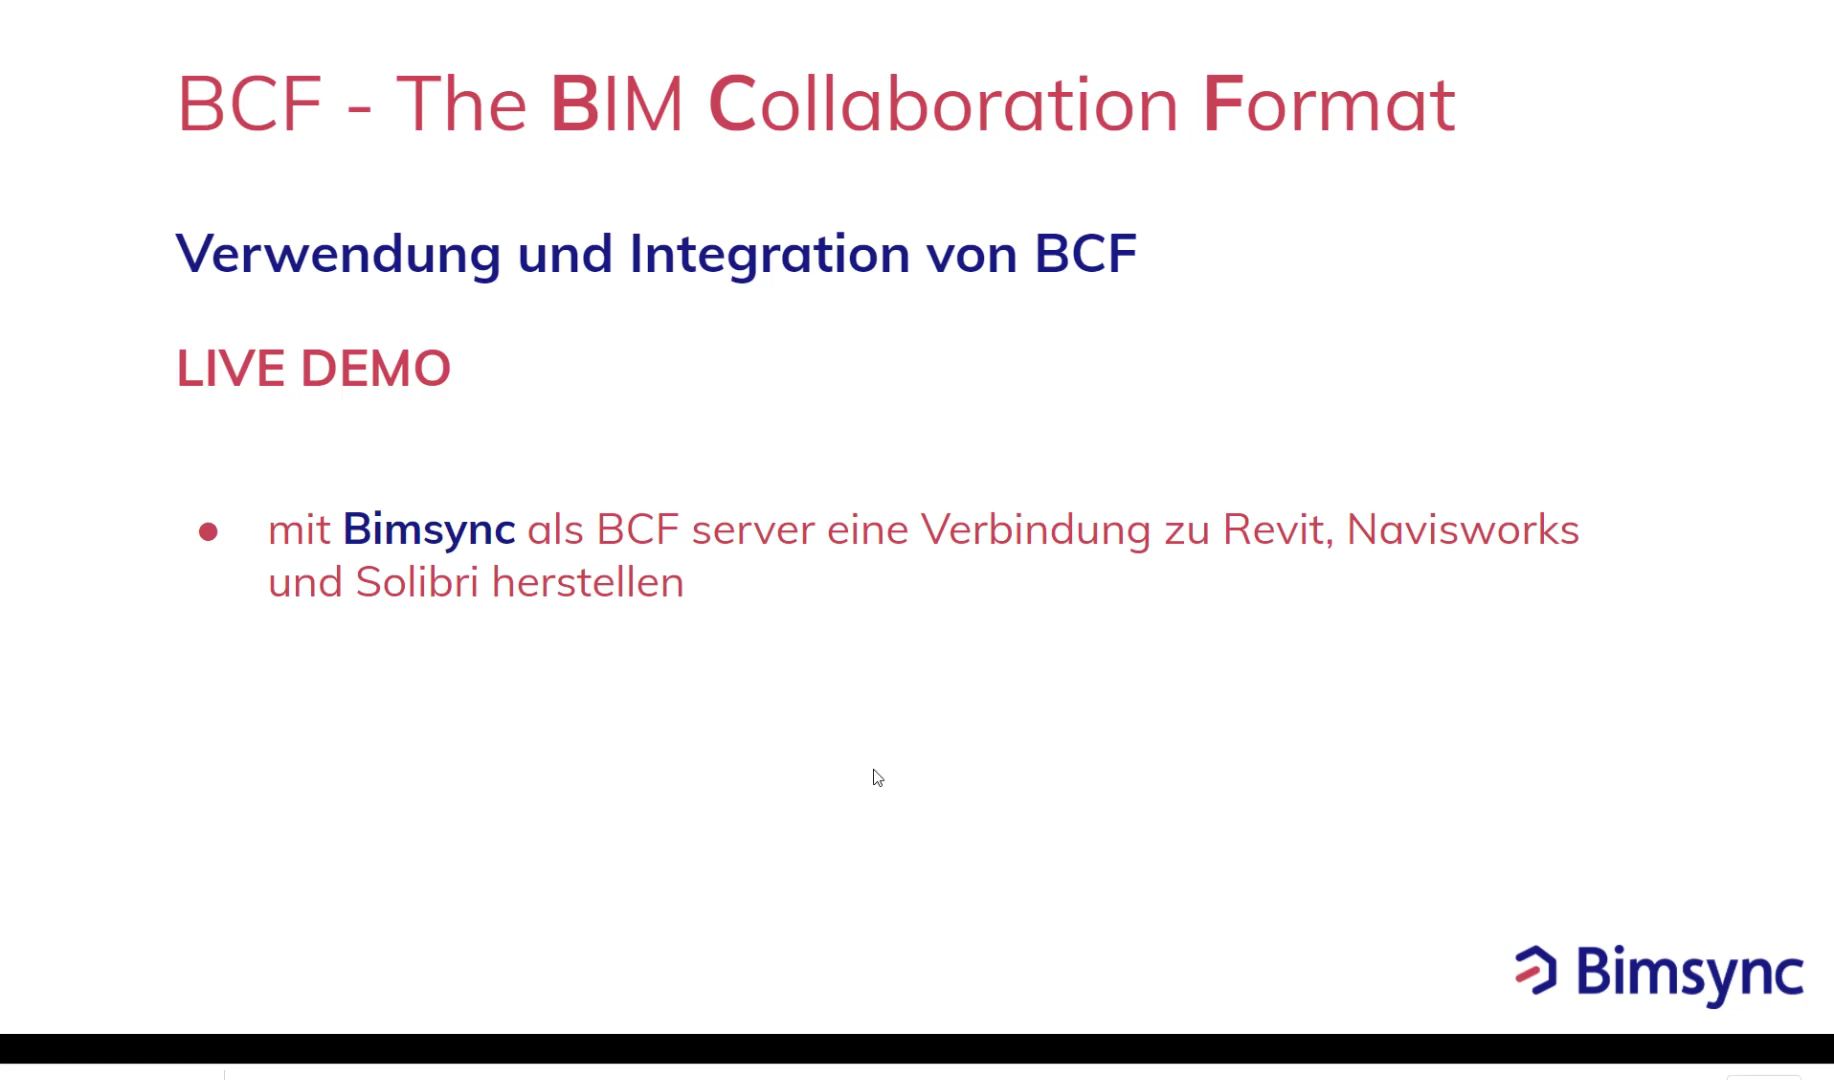 BCF - The BIM Collaboration Format
Verwendung und Integration von BCF
LIVE DEMO
● mit Bimsync als BCF server eine Verbindung zu Revit, Navisworks
und Solibri herstellen
Bimsync